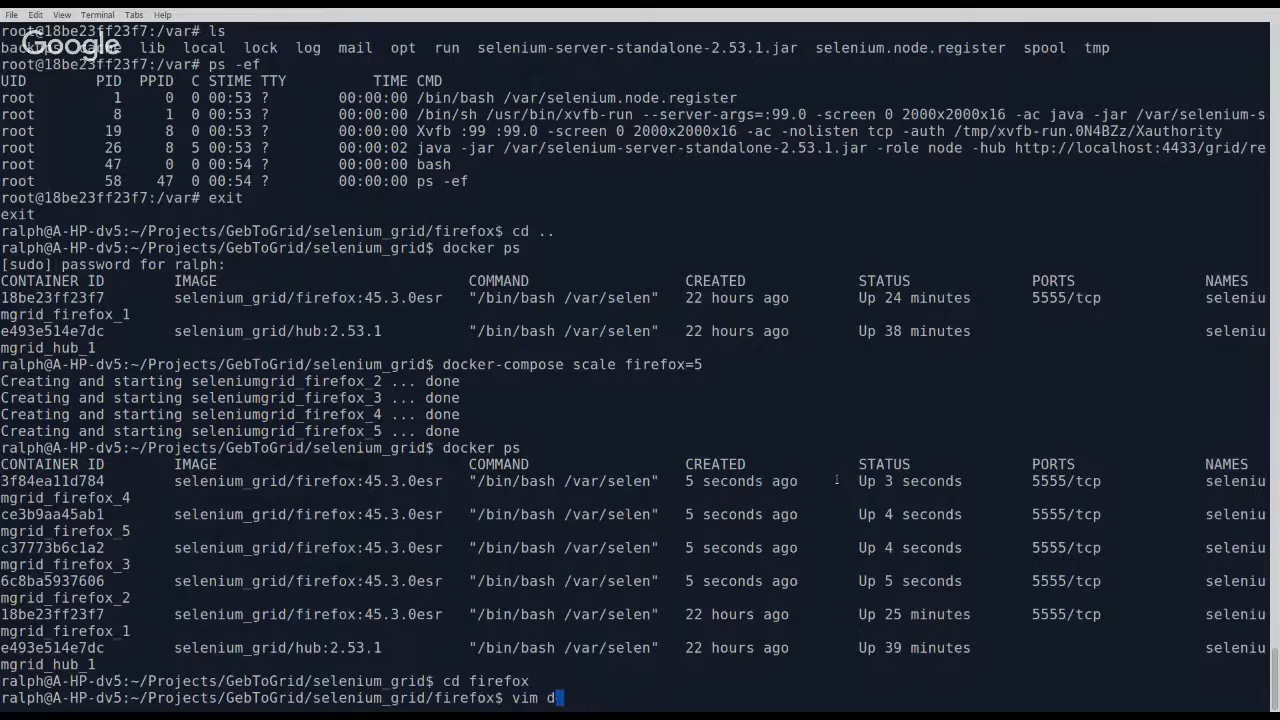 File Edit View Terminal Tabs Help
root@18be23ff23f7:/var# ls
Google lib local lock log mail opt run selenium-server-standalone-2.53.1.jar selenium.node.register spool tmp
root@18be23ff23f7:/var# ps -ef
UID PID PPID C STIME TTY TIME CMD
root 1 0 0 00:53 ? 00:00:00 /bin/bash /var/selenium.node.register
root 8 1 0 00:53 ? 00:00:00 /bin/sh /usr/bin/xvfb-run --server-args=:99.0 -screen 0 2000x2000x16 -ac java -jar /var/selenium-s
root 19 8 0 00:53 ? 00:00:00 Xvfb :99 :99.0 -screen 0 2000x2000x16 -ac -nolisten tcp -auth /tmp/xvfb-run.0N4BZz/Xauthority
root 26 8 5 00:53 ? 00:00:02 java -jar /var/selenium-server-standalone-2.53.1.jar -role node -hub http://localhost:4433/grid/re
root 47 0 0 00:54 ? 00:00:00 bash
root 58 47 0 00:54 ? 00:00:00 ps -ef
root@18be23ff23f7:/var# exit
exit
ralph@A-HP-dv5:~/Projects/GebToGrid/selenium_grid/firefox$ cd ..
ralph@A-HP-dv5:~/Projects/GebToGrid/selenium_grid$ docker ps
[sudo] password for ralph:
CONTAINER ID IMAGE COMMAND CREATED STATUS PORTS NAMES
18be23ff23f7 selenium_grid/firefox:45.3.0esr "/bin/bash /var/selen" 22 hours ago Up 24 minutes 5555/tcp seleniu
mgrid_firefox_1
e493e514e7dc selenium_grid/hub:2.53.1 "/bin/bash /var/selen" 22 hours ago Up 38 minutes seleniu
mgrid_hub_1
ralph@A-HP-dv5:~/Projects/GebToGrid/selenium_grid$ docker-compose scale firefox=5
Creating and starting seleniumgrid_firefox_2 ... done
Creating and starting seleniumgrid_firefox_3 ... done
Creating and starting seleniumgrid_firefox_4 ... done
Creating and starting seleniumgrid_firefox_5 ... done
ralph@A-HP-dv5:~/Projects/GebToGrid/selenium_grid$ docker ps
CONTAINER ID IMAGE COMMAND CREATED STATUS PORTS NAMES
3f84ea11d784 selenium_grid/firefox:45.3.0esr "/bin/bash /var/selen" 5 seconds ago Up 3 seconds 5555/tcp seleniu
mgrid_firefox_4
ce3b9aa45ab1 selenium_grid/firefox:45.3.0esr "/bin/bash /var/selen" 5 seconds ago Up 4 seconds 5555/tcp seleniu
mgrid_firefox_5
c37773b6c1a2 selenium_grid/firefox:45.3.0esr "/bin/bash /var/selen" 5 seconds ago Up 4 seconds 5555/tcp seleniu
mgrid_firefox_3
6c8ba5937606 selenium_grid/firefox:45.3.0esr "/bin/bash /var/selen" 5 seconds ago Up 5 seconds 5555/tcp seleniu
mgrid_firefox_2
18be23ff23f7 selenium_grid/firefox:45.3.0esr "/bin/bash /var/selen" 22 hours ago Up 25 minutes 5555/tcp seleniu
mgrid_firefox_1
e493e514e7dc selenium_grid/hub:2.53.1 "/bin/bash /var/selen" 22 hours ago Up 39 minutes seleniu
mgrid_hub_1
ralph@A-HP-dv5:~/Projects/GebToGrid/selenium_grid$ cd firefox
ralph@A-HP-dv5:~/Projects/GebToGrid/selenium_grid/firefox$ vim d